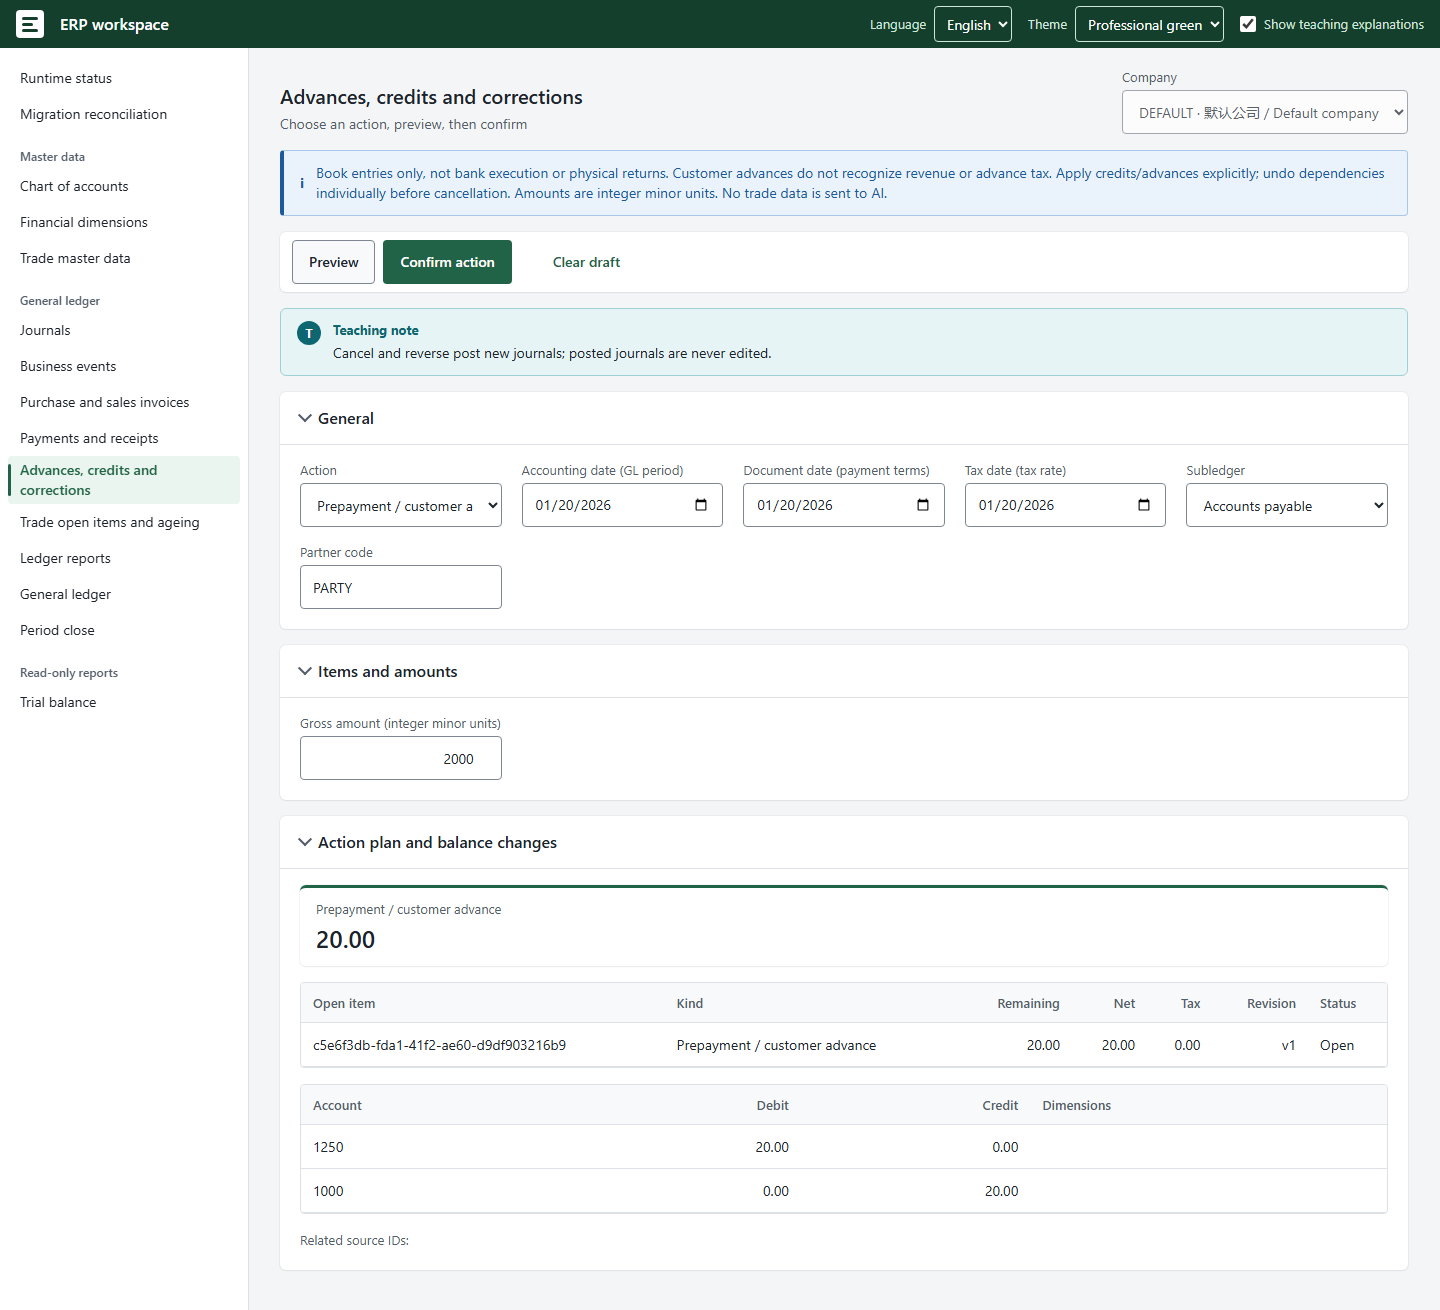 ERP workspace
Language English Theme Professional green Show teaching explanations
Runtime status
Migration reconciliation
Master data
Chart of accounts
Financial dimensions
Trade master data
General ledger
Journals
Business events
Purchase and sales invoices
Payments and receipts
Advances, credits and
corrections
Trade open items and ageing
Ledger reports
General ledger
Period close
Read-only reports
Trial balance
Advances, credits and corrections
Choose an action, preview, then confirm
Company
DEFAULT · 默认公司 / Default company
i
Book entries only, not bank execution or physical returns. Customer advances do not recognize revenue or advance tax. Apply credits/advances explicitly; undo dependencies
individually before cancellation. Amounts are integer minor units. No trade data is sent to AI.
Preview Confirm action Clear draft
T
Teaching note
Cancel and reverse post new journals; posted journals are never edited.
General
Action Accounting date (GL period) Document date (payment terms) Tax date (tax rate) Subledger
Prepayment / customer a 01/20/2026 01/20/2026 01/20/2026 Accounts payable
Partner code
PARTY
Items and amounts
Gross amount (integer minor units)
2000
Action plan and balance changes
Prepayment / customer advance
20.00
Open item Kind Remaining Net Tax Revision Status
c5e6f3db-fda1-41f2-ae60-d9df903216b9 Prepayment / customer advance 20.00 20.00 0.00 v1 Open
Account Debit Credit Dimensions
1250 20.00 0.00
1000 0.00 20.00
Related source IDs: